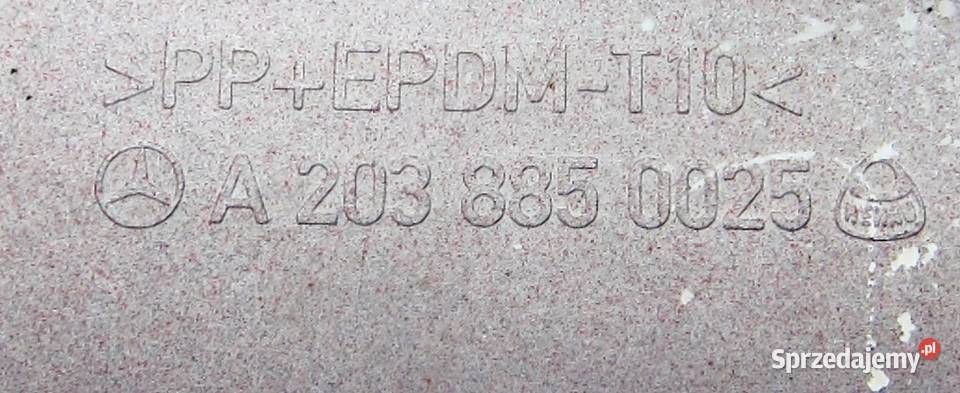 >PP+EPDM-T10<
A 203 885 0025
Sprzedajemy.pl